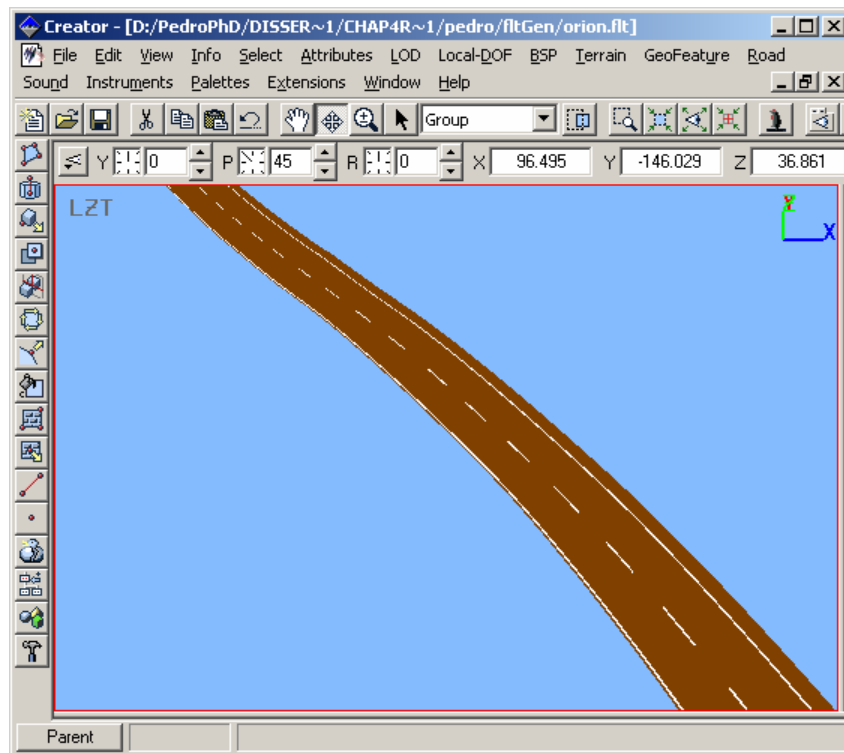 Creator - [D:/PedroPhD/DISSER~1/CHAP4R~1/pedro/fltGen/orion.flt]
File Edit View Info Select Attributes LOD Local-DOF BSP Terrain GeoFeature Road
Sound Instruments Palettes Extensions Window Help
Group
Y 0 P 45 R 0 X 96.495 Y -146.029 Z 36.861
LZT
Y
X
Parent